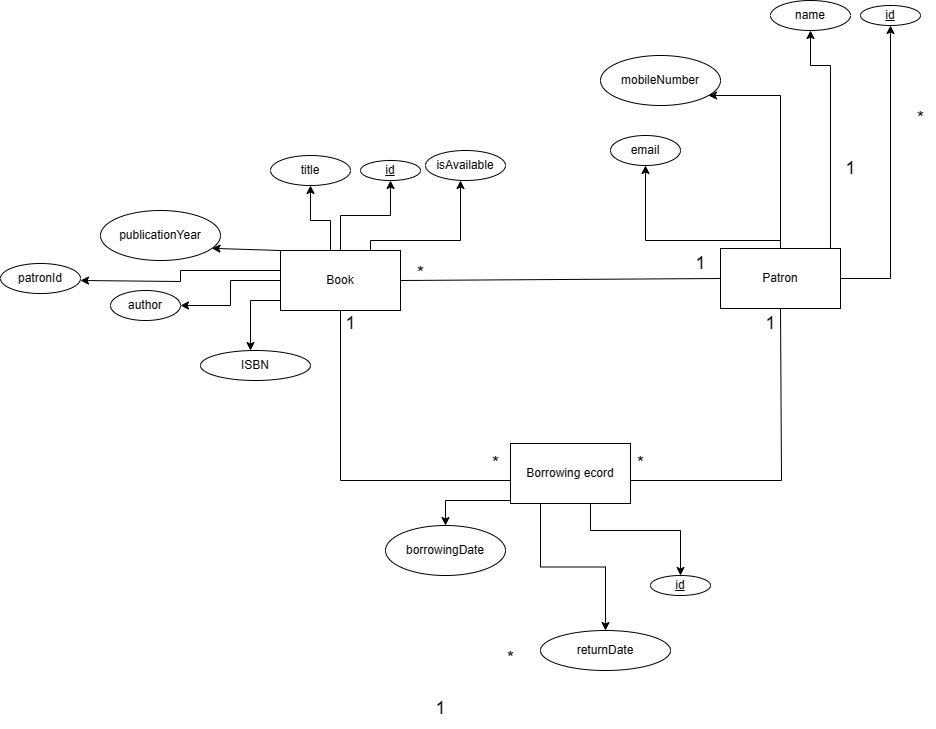 name
id
mobileNumber
*
email
1
title
id
isAvailable
publicationYear
patronId
author
Book
*
1
Patron
ISBN
1
1
*
Borrowing ecord
*
borrowingDate
id
returnDate
*
1